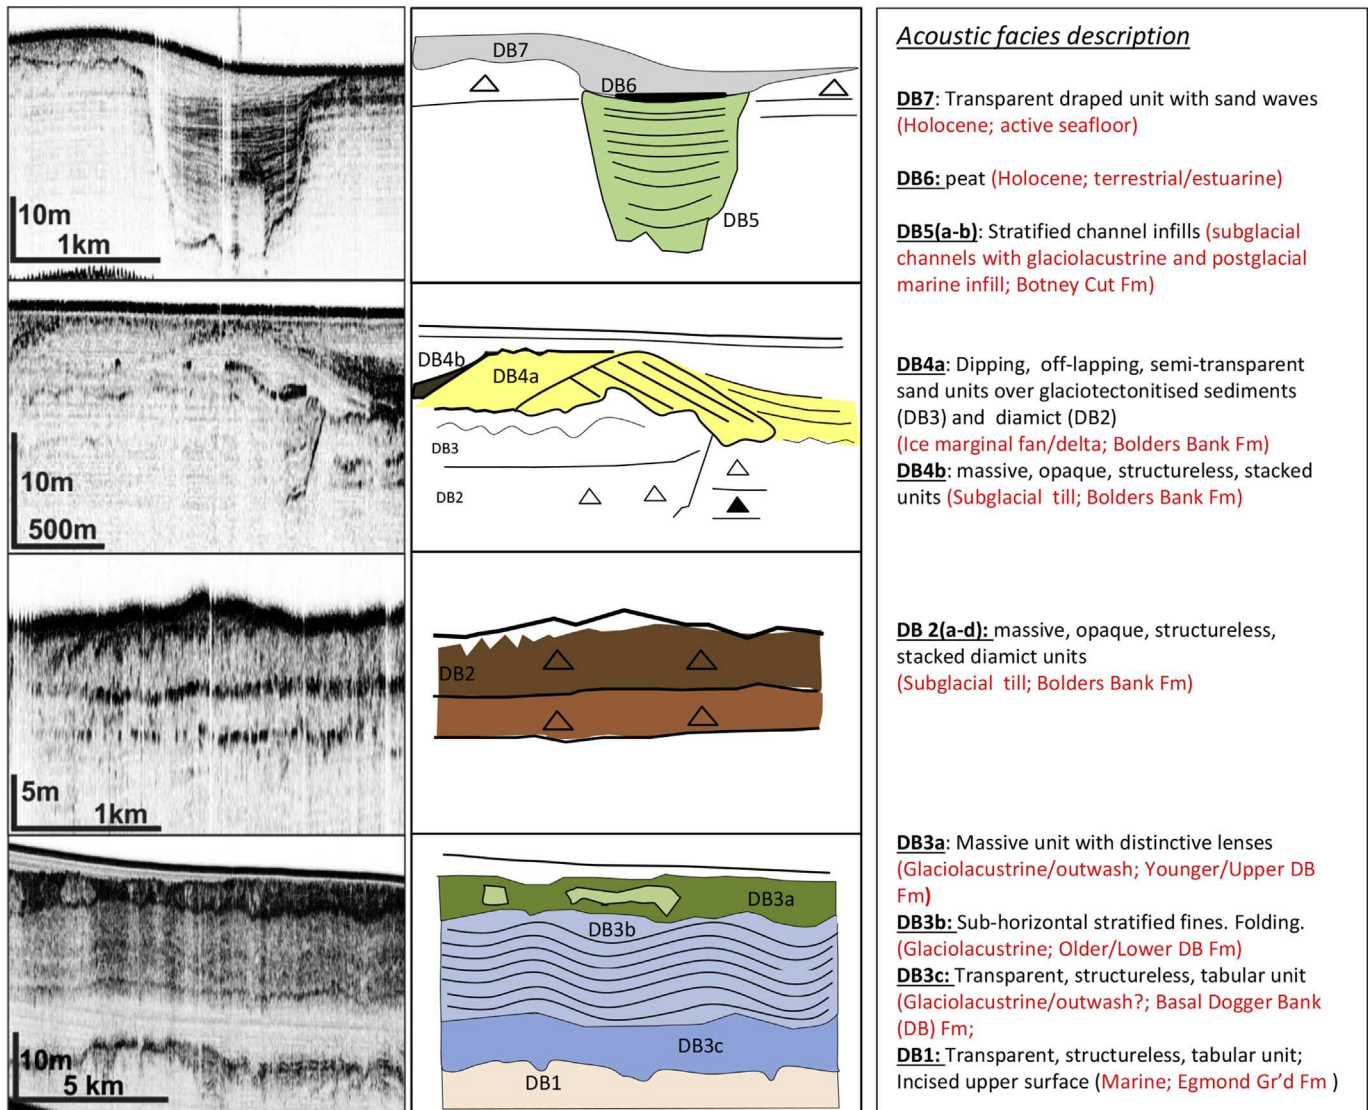 10m
1km
DB7
DB6
DB5
10m
500m
DB4b
DB4a
DB3
DB2
5m
1km
DB2
10m
5 km
DB3a
DB3b
DB3c
DB1
Acoustic facies description
DB7: Transparent draped unit with sand waves
(Holocene; active seafloor)
DB6: peat (Holocene; terrestrial/estuarine)
DB5(a-b): Stratified channel infills (subglacial
channels with glaciolacustrine and postglacial
marine infill; Botney Cut Fm)
DB4a: Dipping, off-lapping, semi-transparent
sand units over glaciotectonitised sediments
(DB3) and diamict (DB2)
(Ice marginal fan/delta; Bolders Bank Fm)
DB4b: massive, opaque, structureless, stacked
units (Subglacial till; Bolders Bank Fm)
DB 2(a-d): massive, opaque, structureless,
stacked diamict units
(Subglacial till; Bolders Bank Fm)
DB3a: Massive unit with distinctive lenses
(Glaciolacustrine/outwash; Younger/Upper DB
Fm)
DB3b: Sub-horizontal stratified fines. Folding.
(Glaciolacustrine; Older/Lower DB Fm)
DB3c: Transparent, structureless, tabular unit
(Glaciolacustrine/outwash?; Basal Dogger Bank
(DB) Fm;
DB1: Transparent, structureless, tabular unit;
Incised upper surface (Marine; Egmond Gr'd Fm )